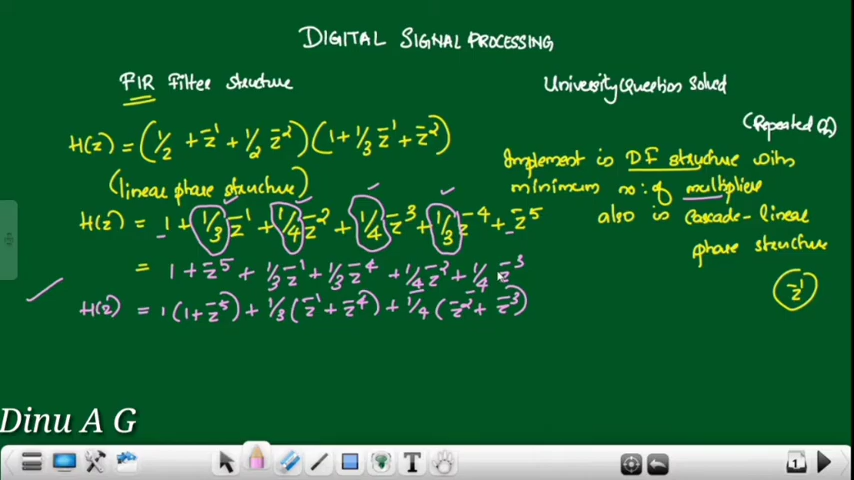 DIGITAL SIGNAL PROCESSING
FIR Filter Structure
University Question Solved
H(z) = (1/2 + z⁻¹ + 1/2 z⁻²)(1 + 1/3 z⁻¹ + z⁻²)
(Repeated Q)
Implement in DF structure with
(linear phase structure)
minimum no: of multipliers
H(z) = 1 + 1/3 z⁻¹ + 1/4 z⁻² + 1/4 z⁻³ + 1/3 z⁻⁴ + z⁻⁵
also in cascade-linear
phase structure
= 1 + z⁻⁵ + 1/3 z⁻¹ + 1/3 z⁻⁴ + 1/4 z⁻² + 1/4 z⁻³
z⁻¹
H(z) = 1(1 + z⁻⁵) + 1/3 (z⁻¹ + z⁻⁴) + 1/4 (z⁻² + z⁻³)
Dinu A G
T
1